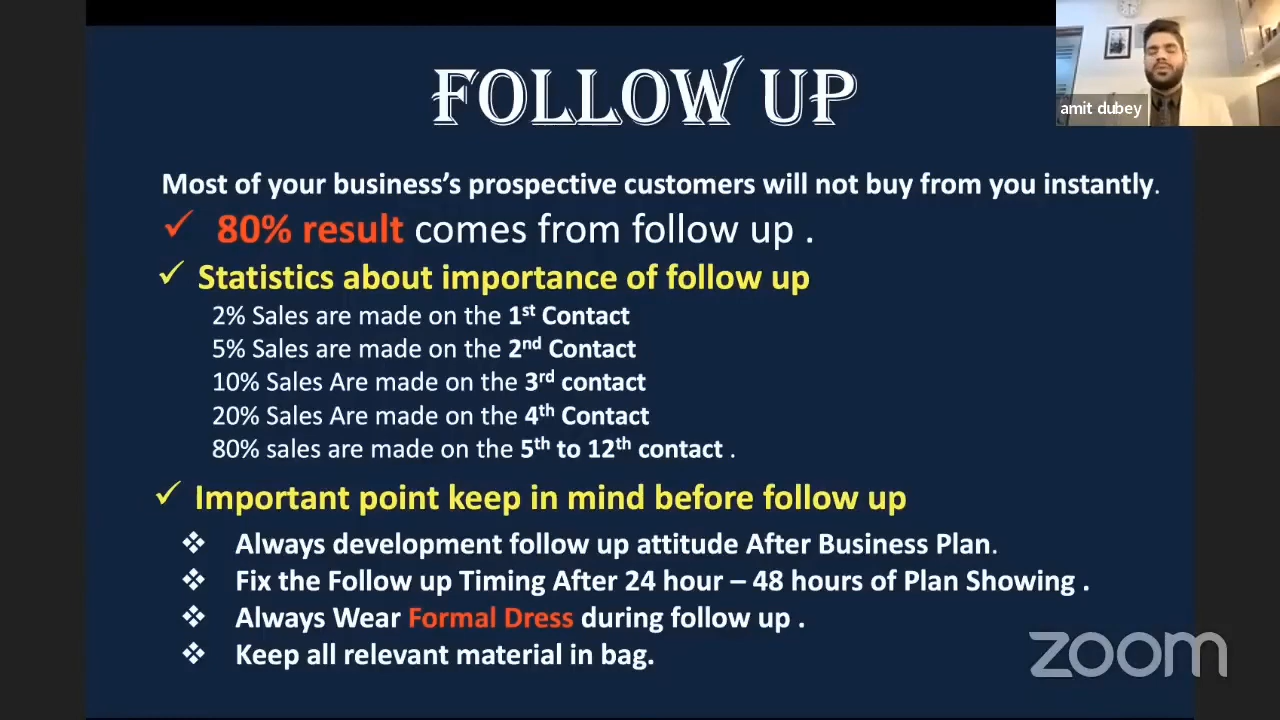 FOLLOW UP
amit dubey
Most of your business’s prospective customers will not buy from you instantly.
✓ 80% result comes from follow up .
✓ Statistics about importance of follow up
2% Sales are made on the 1st Contact
5% Sales are made on the 2nd Contact
10% Sales Are made on the 3rd contact
20% Sales Are made on the 4th Contact
80% sales are made on the 5th to 12th contact .
✓ Important point keep in mind before follow up
❖ Always development follow up attitude After Business Plan.
❖ Fix the Follow up Timing After 24 hour – 48 hours of Plan Showing .
❖ Always Wear Formal Dress during follow up .
❖ Keep all relevant material in bag.
zoom